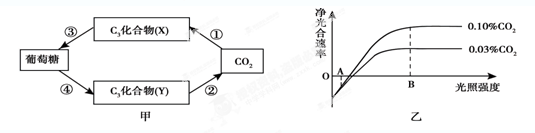 C₃化合物(X)
③
①
葡萄糖
CO₂
④
②
C₃化合物(Y)
甲
净光合速率
0.10%CO₂
0.03%CO₂
O
A
B
光照强度
乙